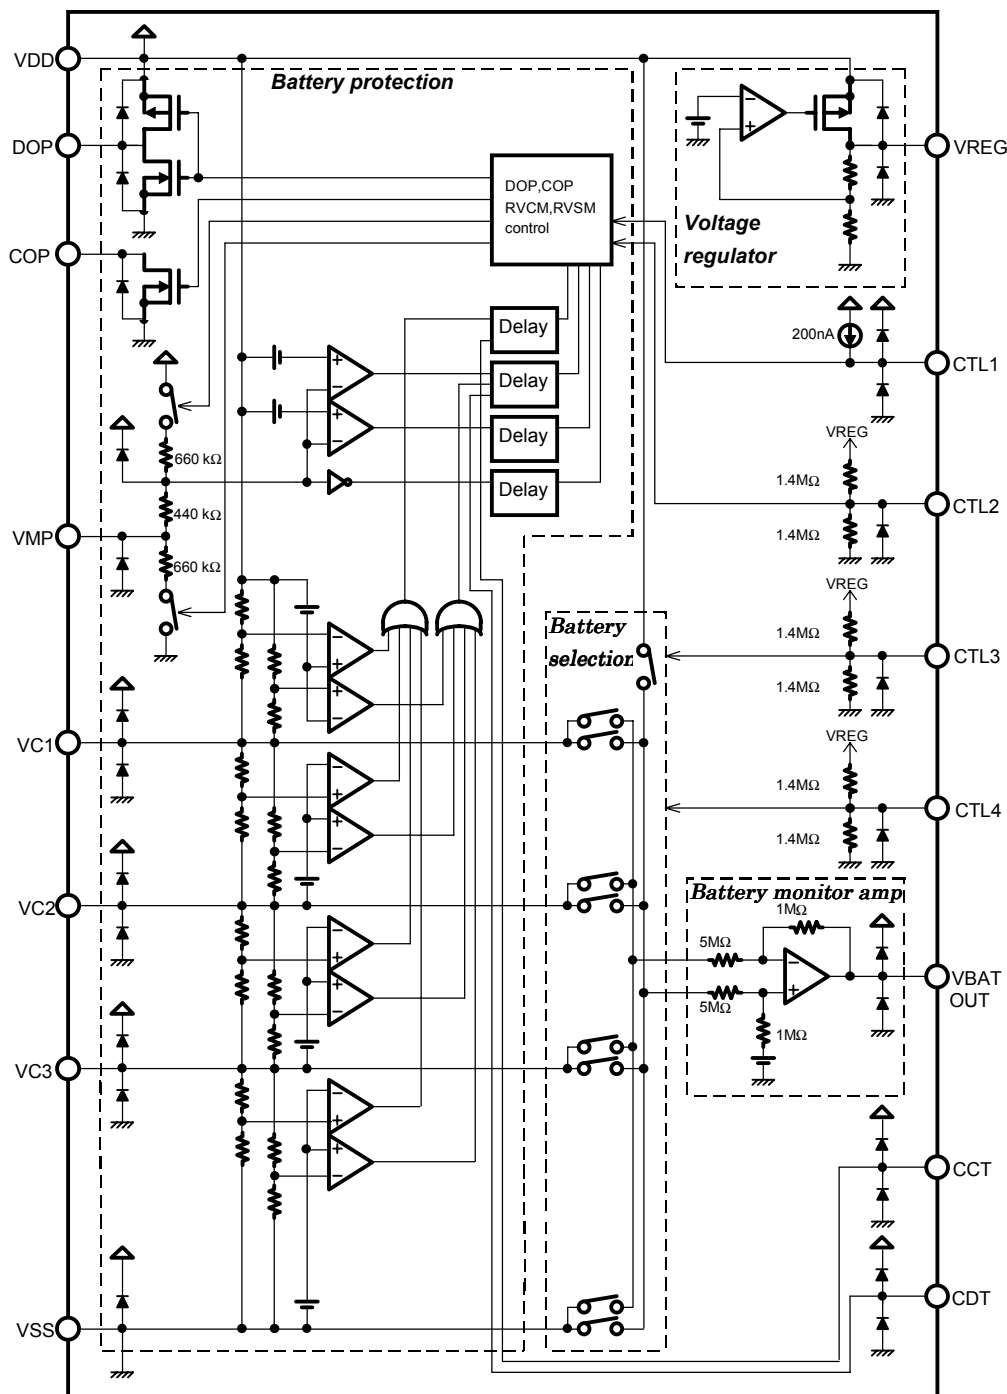 VDD
Battery protection
DOP
VREG
DOP,COP
RVCM,RVSM
control
Voltage
regulator
COP
Delay
200nA
CTL1
Delay
Delay
VREG
660 kΩ
Delay
1.4MΩ
CTL2
440 kΩ
VMP
1.4MΩ
660 kΩ
VREG
Battery
selection
1.4MΩ
CTL3
1.4MΩ
VC1
VREG
1.4MΩ
CTL4
1.4MΩ
Battery monitor amp
VC2
1MΩ
5MΩ
VBAT
OUT
5MΩ
1MΩ
VC3
CCT
CDT
VSS